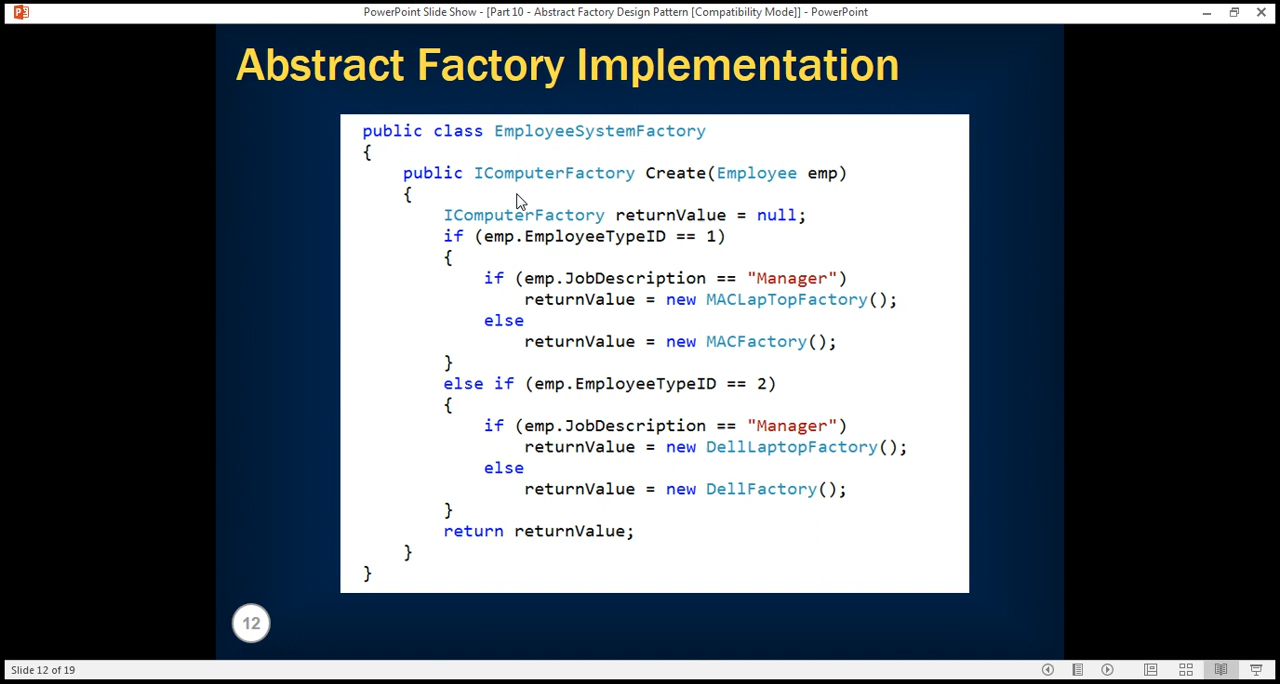 PowerPoint Slide Show - [Part 10 - Abstract Factory Design Pattern [Compatibility Mode]] - PowerPoint
Abstract Factory Implementation
public class EmployeeSystemFactory
{
public IComputerFactory Create(Employee emp)
{
IComputerFactory returnValue = null;
if (emp.EmployeeTypeID == 1)
{
if (emp.JobDescription == "Manager")
returnValue = new MACLapTopFactory();
else
returnValue = new MACFactory();
}
else if (emp.EmployeeTypeID == 2)
{
if (emp.JobDescription == "Manager")
returnValue = new DellLaptopFactory();
else
returnValue = new DellFactory();
}
return returnValue;
}
}
12
Slide 12 of 19